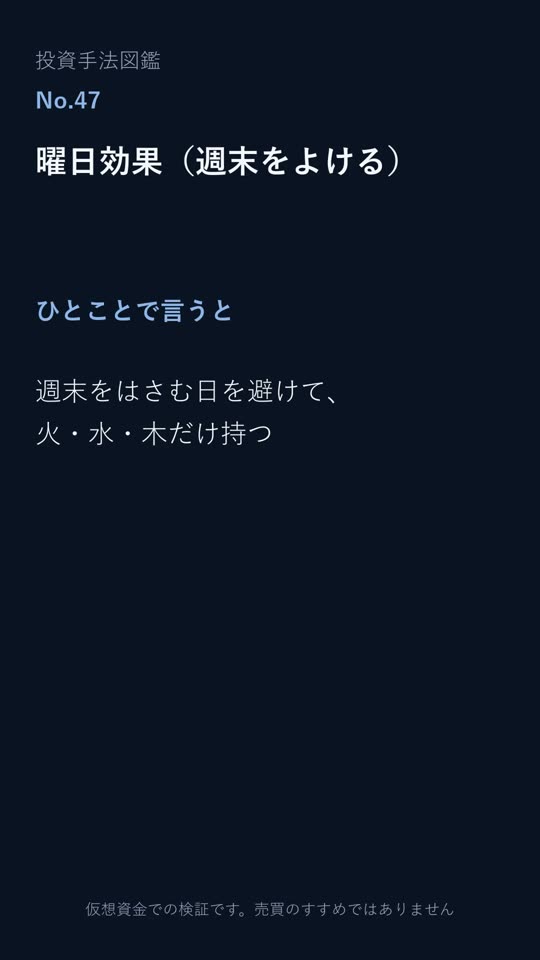 投資手法図鑑
No.47
曜日効果（週末をよける）
ひとことで言うと
週末をはさむ日を避けて、
火・水・木だけ持つ
仮想資金での検証です。売買のすすめではありません